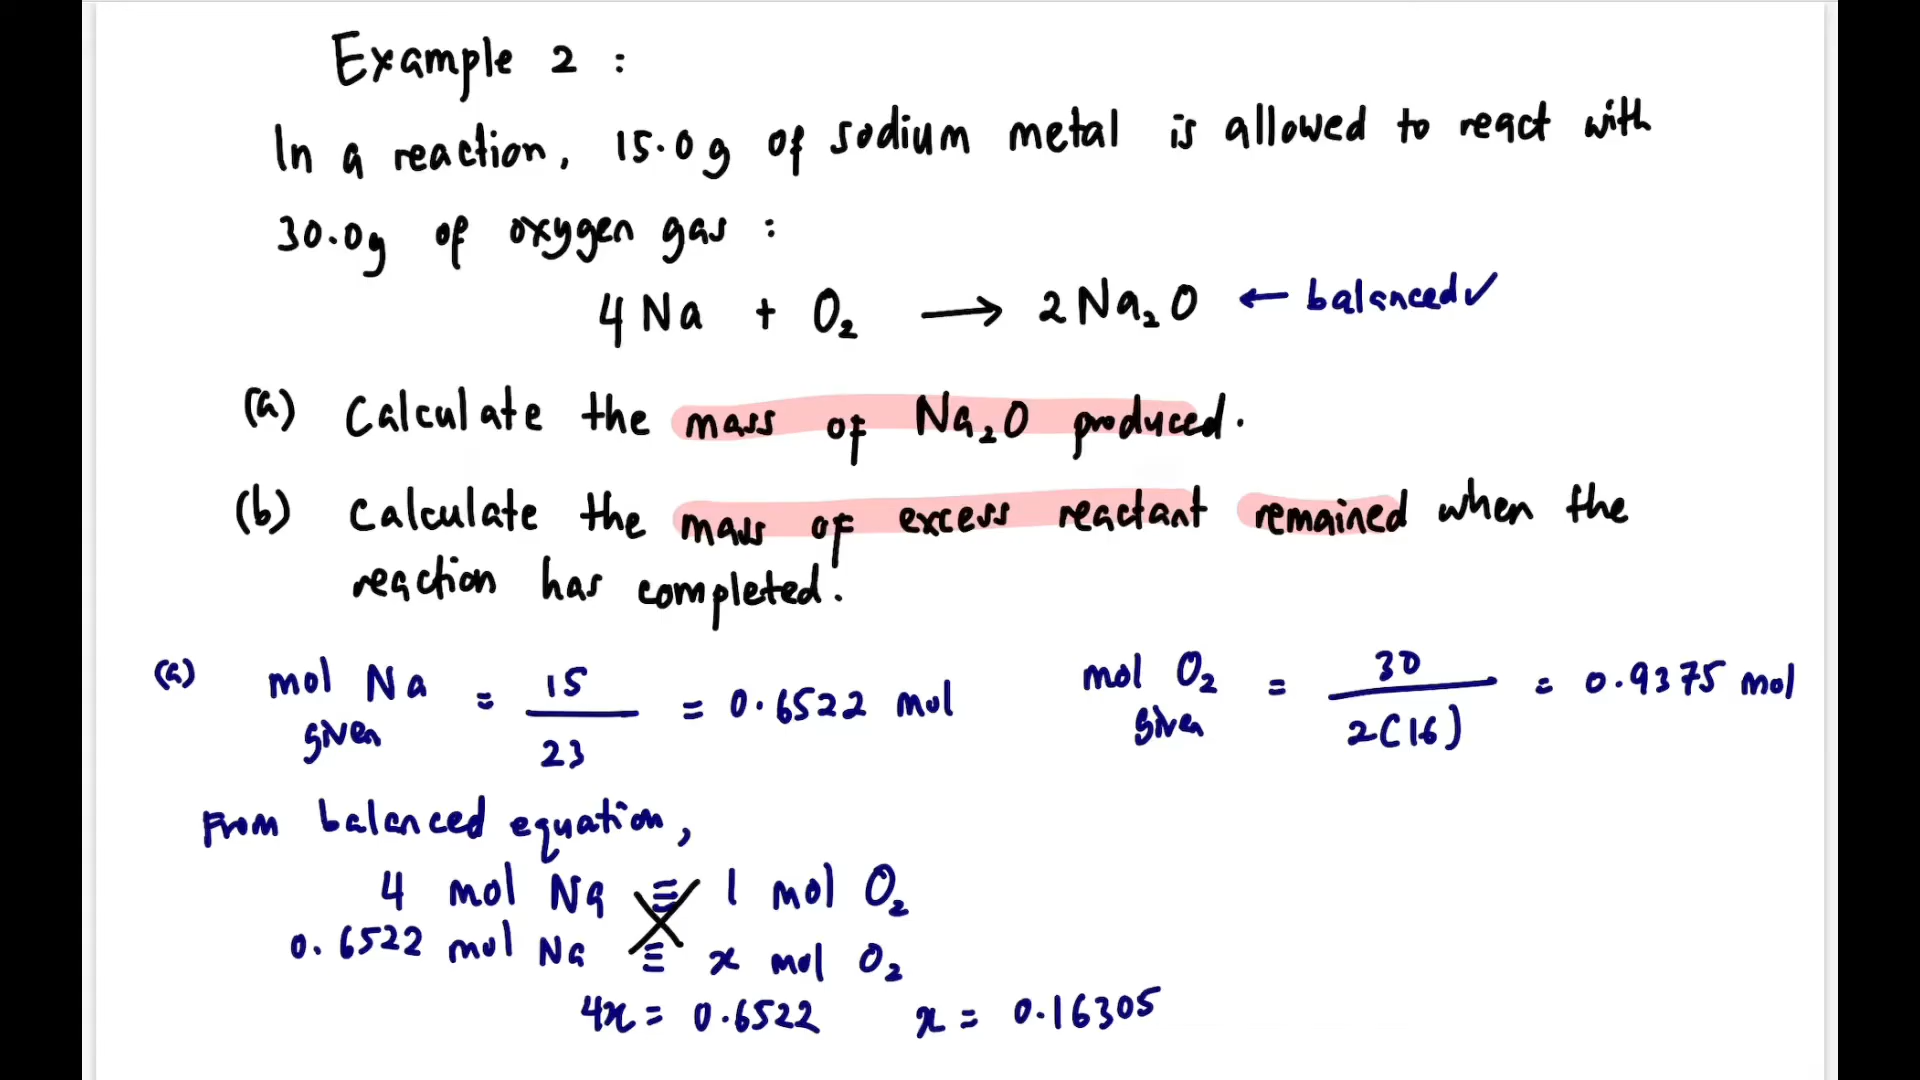 Example 2 :
In a reaction, 15.0g of sodium metal is allowed to react with
30.0g of oxygen gas :
4 Na + O₂ → 2 Na₂O ← balanced ✓
(a) Calculate the mass of Na₂O produced.
(b) Calculate the mass of excess reactant remained when the
reaction has completed.
(a) mol Na given = 15 / 23 = 0.6522 mol
mol O₂ given = 30 / 2(16) = 0.9375 mol
From balanced equation,
4 mol Na ≡ 1 mol O₂
0.6522 mol Na ≡ x mol O₂
4x = 0.6522 x = 0.16305